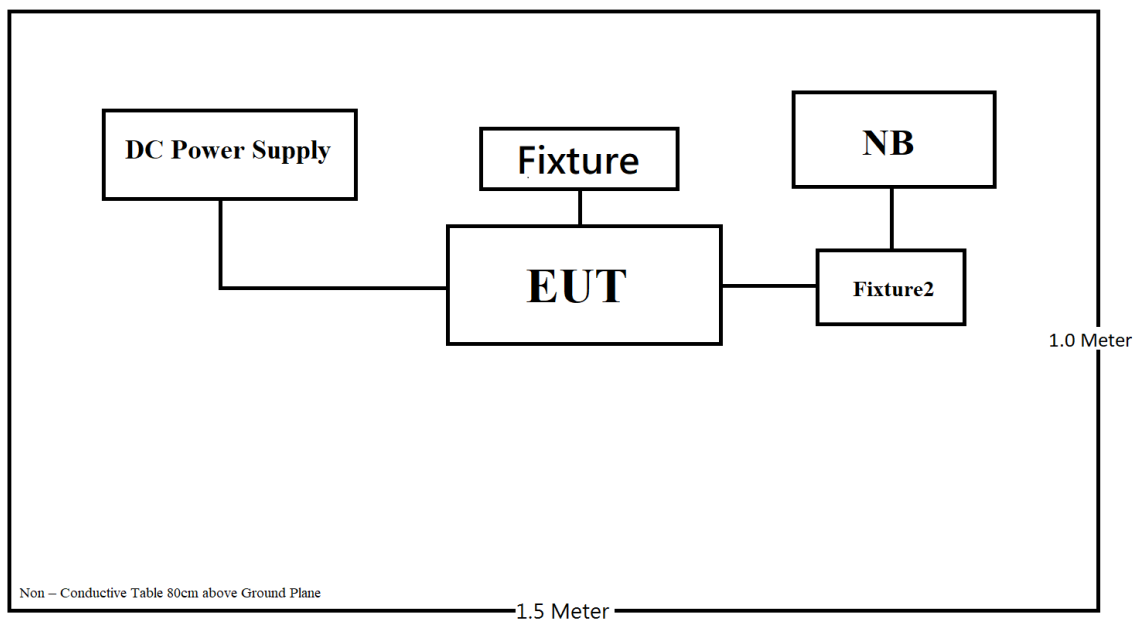 DC Power Supply
Fixture
NB
EUT
Fixture2
1.0 Meter
Non – Conductive Table 80cm above Ground Plane
1.5 Meter